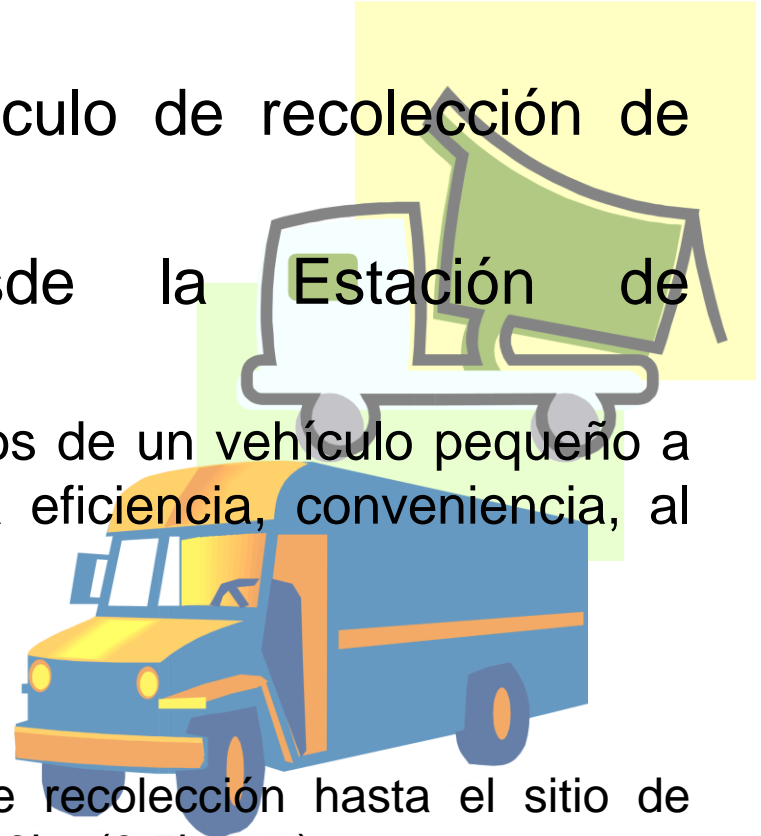 culo de recolección de
sde la Estación de
os de un vehículo pequeño a
eficiencia, conveniencia, al
e recolección hasta el sitio de